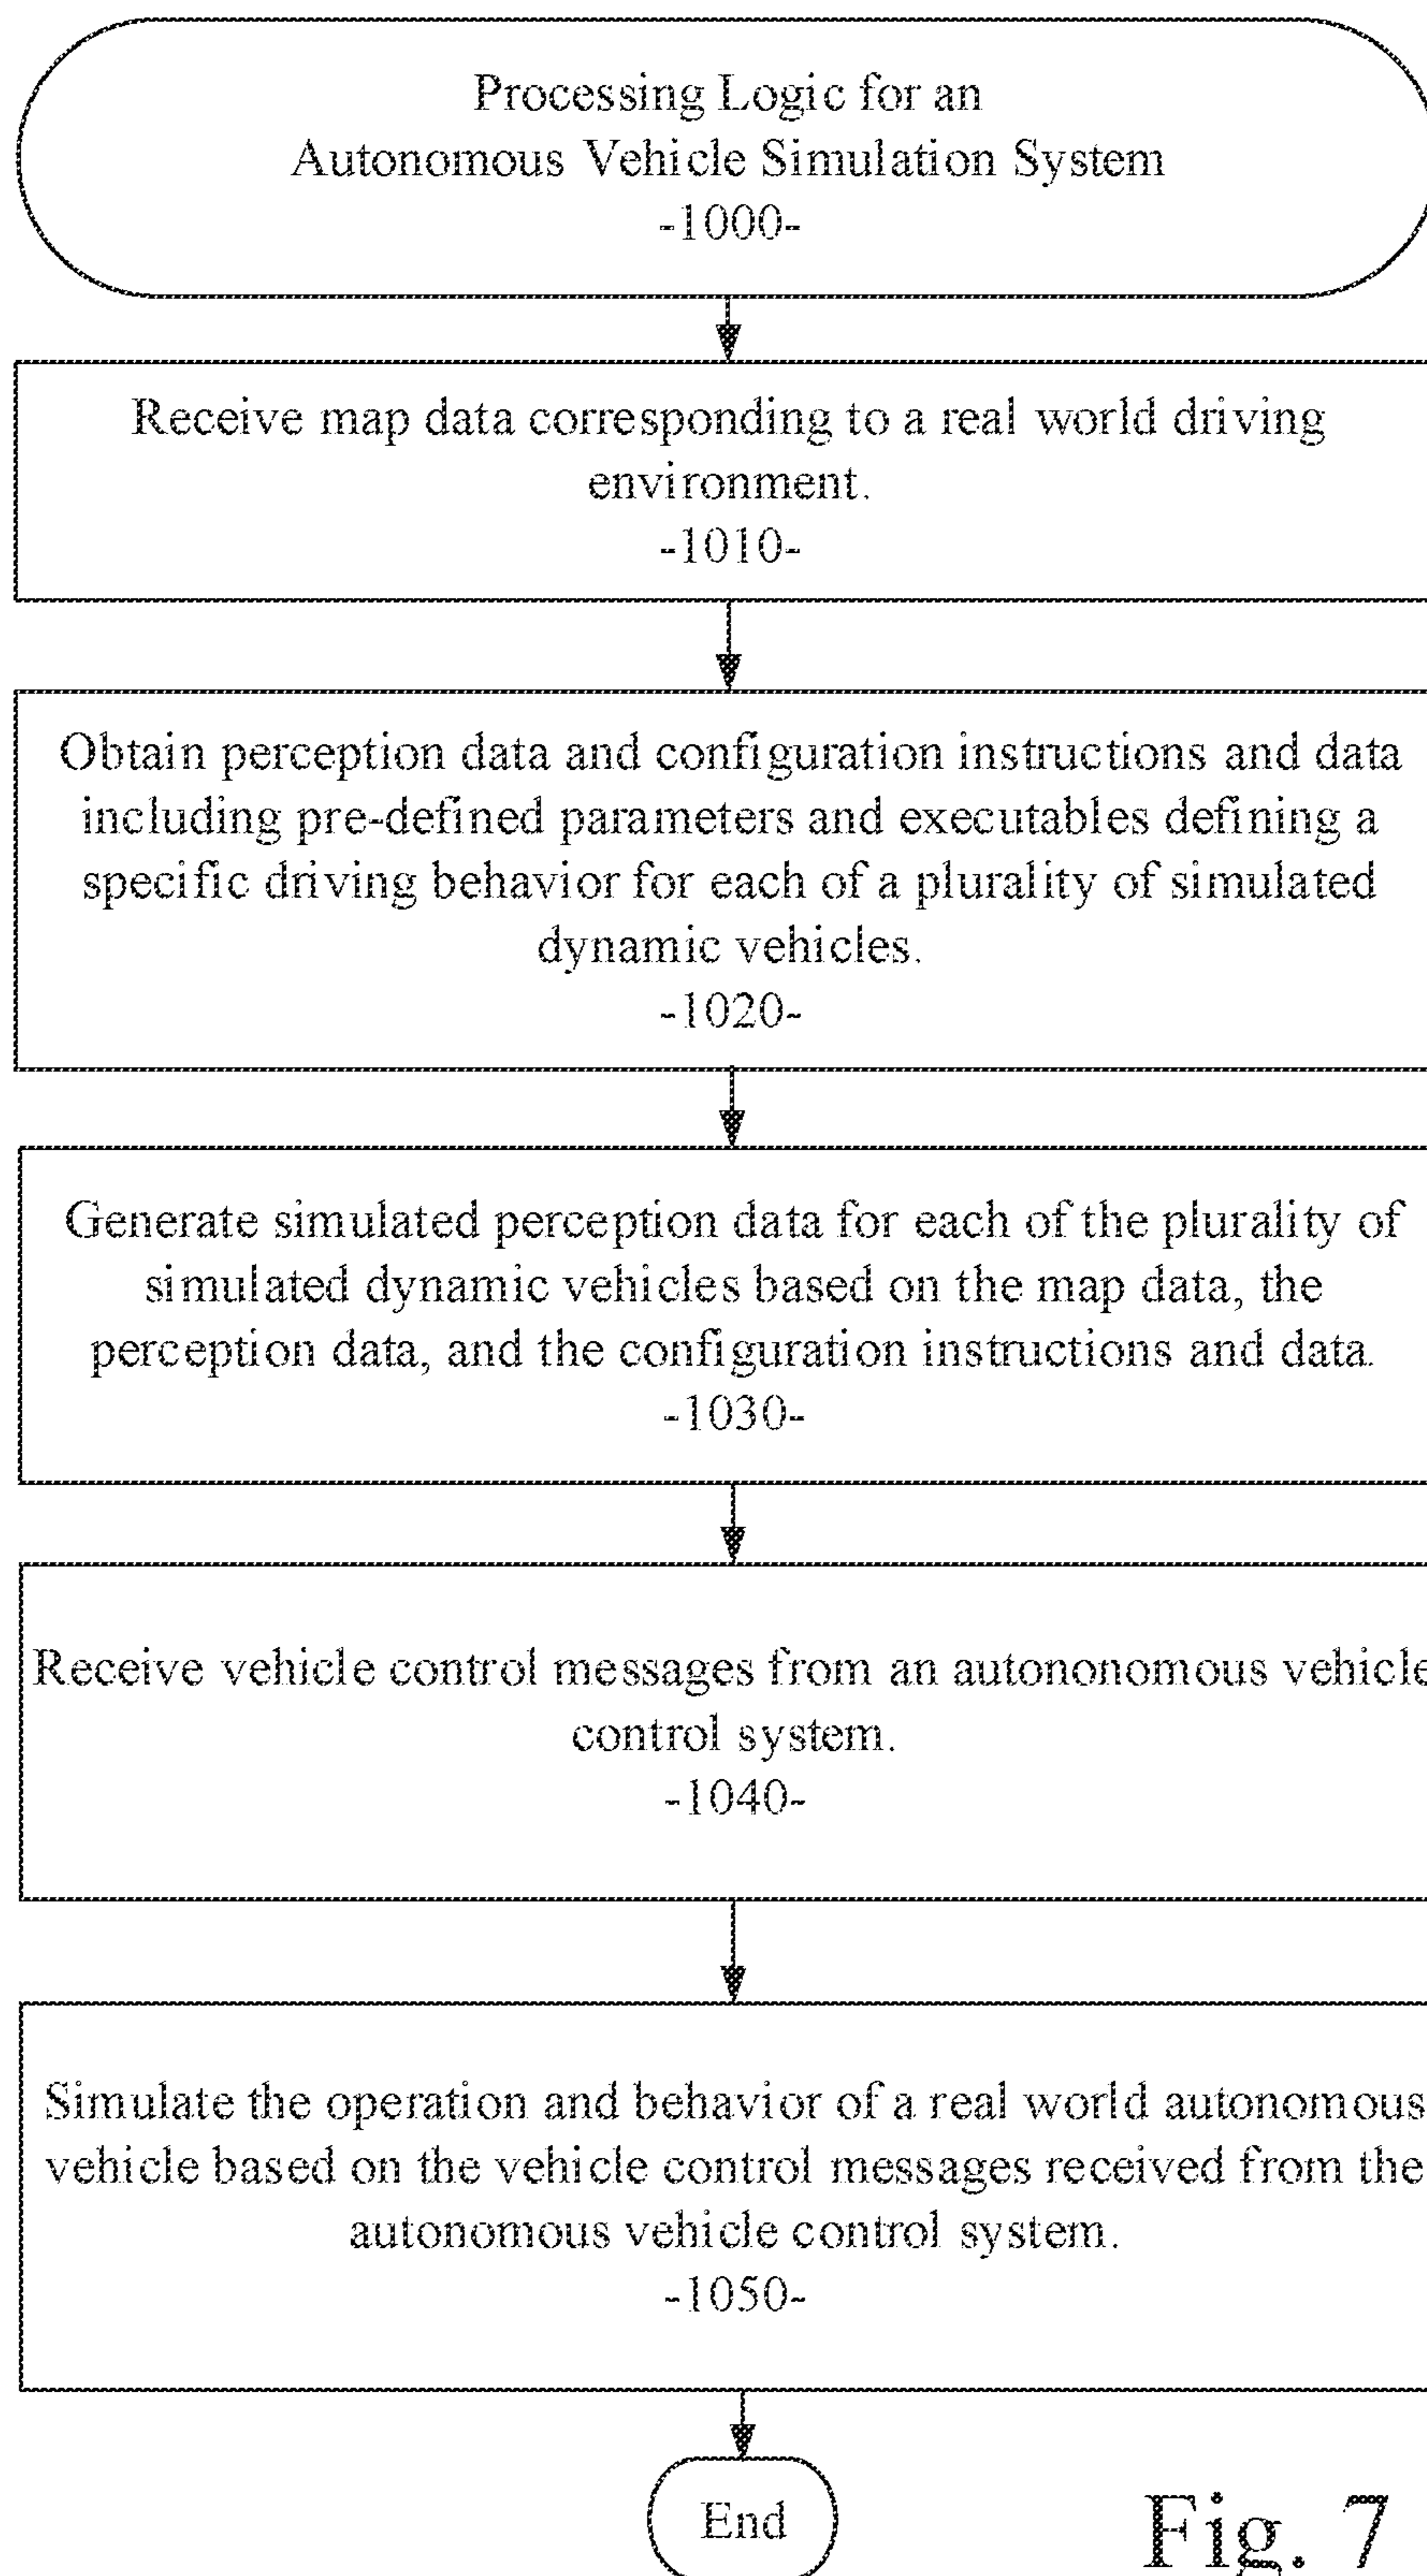 Processing Logic for an
Autonomous Vehicle Simulation System
-1000-
Receive map data corresponding to a real world driving
environment.
-1010-
Obtain perception data and configuration instructions and data
including pre-defined parameters and executables defining a
specific driving behavior for each of a plurality of simulated
dynamic vehicles.
-1020-
Generate simulated perception data for each of the plurality of
simulated dynamic vehicles based on the map data, the
perception data, and the configuration instructions and data.
-1030-
Receive vehicle control messages from an autononomous vehicle
control system.
-1040-
Simulate the operation and behavior of a real world autonomous
vehicle based on the vehicle control messages received from the
autonomous vehicle control system.
-1050-
End
Fig. 7